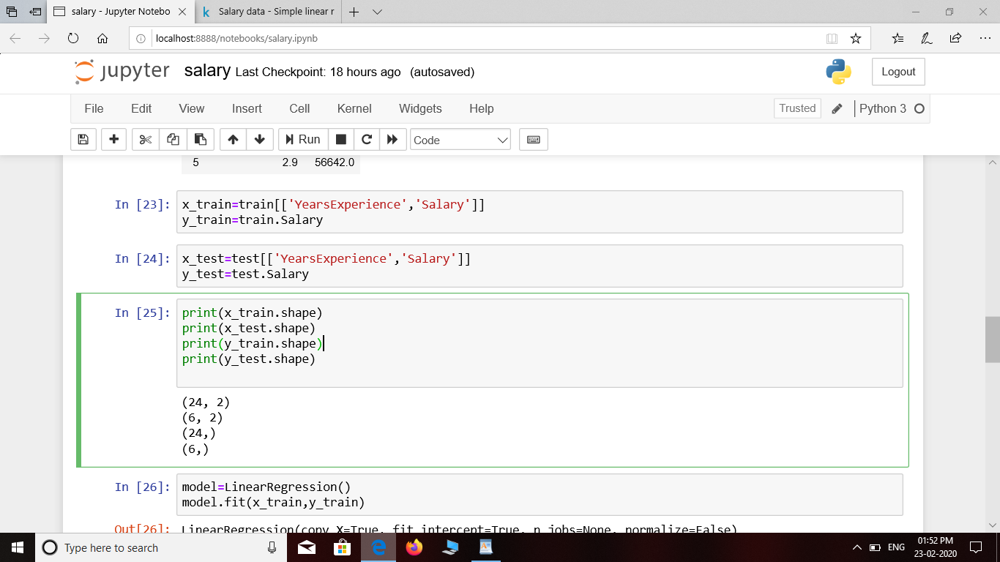 salary - Jupyter Notebo
Salary data - Simple linear r
localhost:8888/notebooks/salary.ipynb
jupyter salary Last Checkpoint: 18 hours ago (autosaved)
Logout
File Edit View Insert Cell Kernel Widgets Help
Trusted Python 3
Run Code
5 2.9 56642.0
In [23]: x_train=train[['YearsExperience','Salary']]
y_train=train.Salary
In [24]: x_test=test[['YearsExperience','Salary']]
y_test=test.Salary
In [25]: print(x_train.shape)
print(x_test.shape)
print(y_train.shape)
print(y_test.shape)
(24, 2)
(6, 2)
(24,)
(6,)
In [26]: model=LinearRegression()
model.fit(x_train,y_train)
Out[26]: LinearRegression(copy_X=True, fit_intercept=True, n_jobs=None, normalize=False)
Type here to search
ENG
01:52 PM
23-02-2020